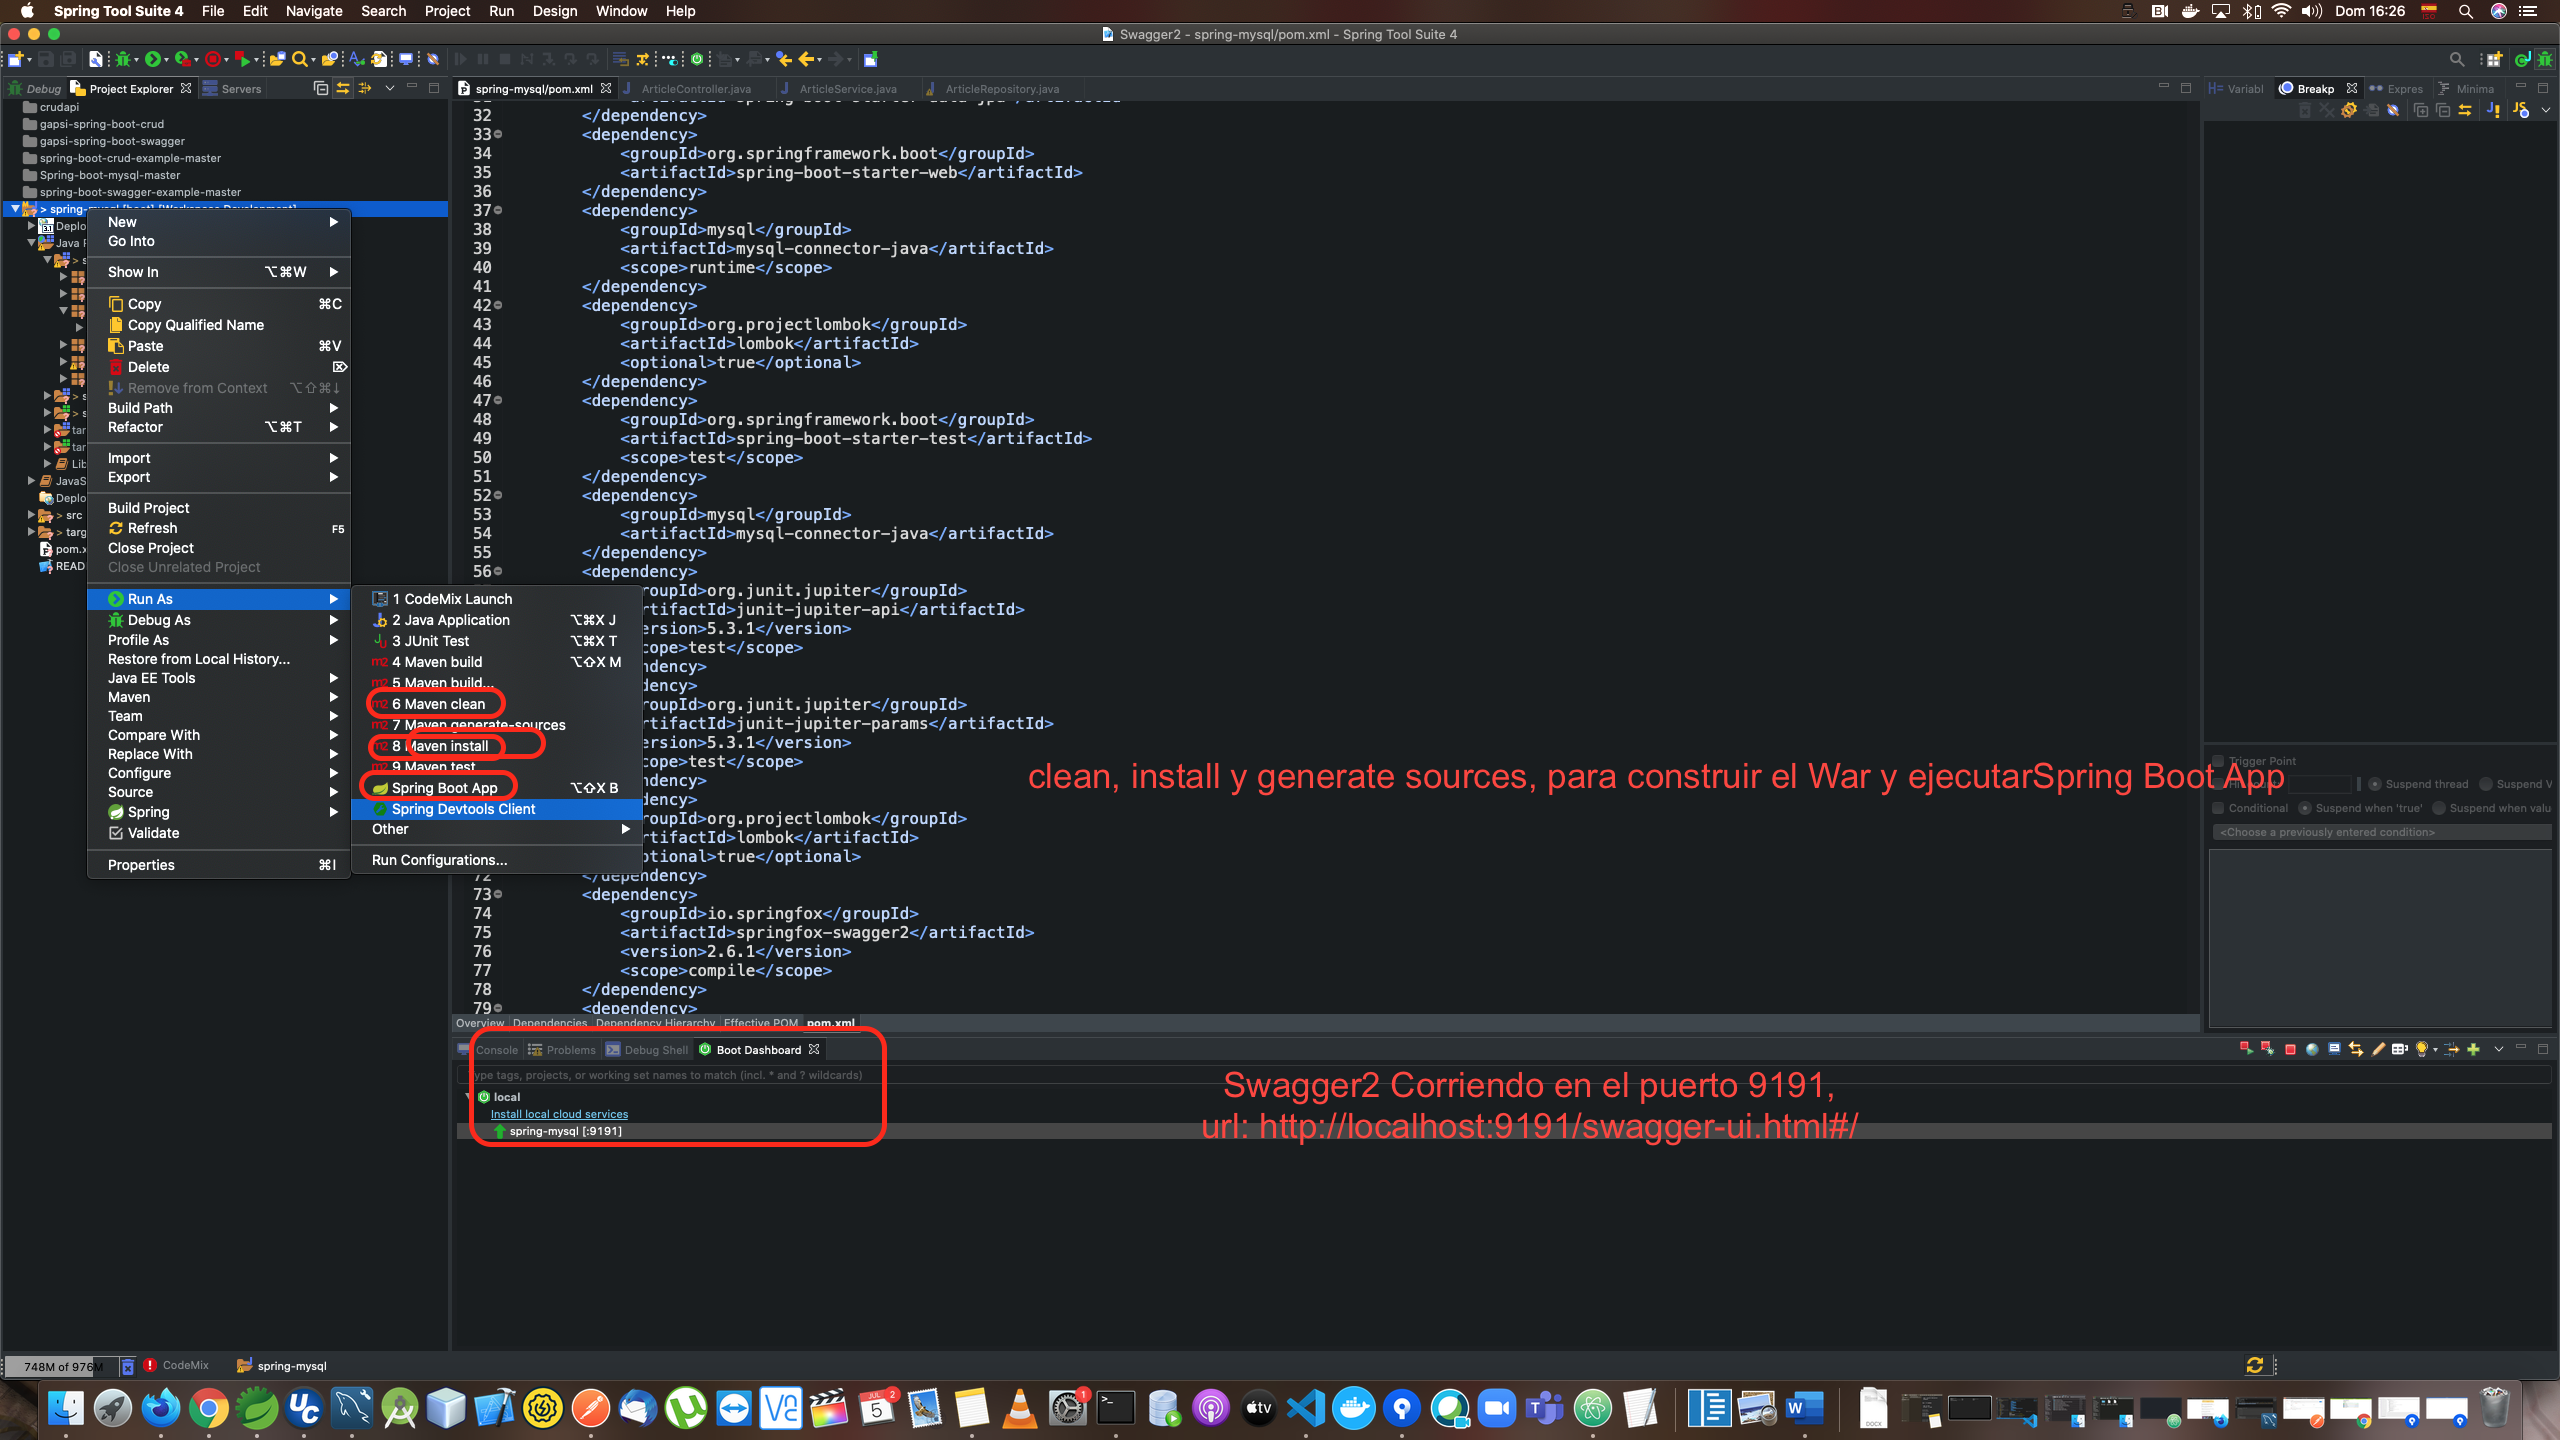 Spring Tool Suite 4 File Edit Navigate Search Project Run Design Window Help Dom 16:26
Swagger2 - spring-mysql/pom.xml - Spring Tool Suite 4
Debug Project Explorer Servers
crudapi
gapsi-spring-boot-crud
gapsi-spring-boot-swagger
spring-boot-crud-example-master
Spring-boot-mysql-master
spring-boot-swagger-example-master
Deplo
Java
Lib
JavaS
Deplo
> src
> targ
pom.x
READ
New
Go Into
Show In ⌥⌘W
Copy ⌘C
Copy Qualified Name
Paste ⌘V
Delete ⌦
Remove from Context ⌥⇧⌘↓
Build Path
Refactor ⌥⌘T
Import
Export
Build Project
Refresh F5
Close Project
Close Unrelated Project
Run As
Debug As
Profile As
Restore from Local History...
Java EE Tools
Maven
Team
Compare With
Replace With
Configure
Source
Spring
Validate
Properties ⌘I
1 CodeMix Launch
2 Java Application ⌥⌘X J
3 JUnit Test ⌥⌘X T
4 Maven build ⌥⇧X M
5 Maven build...
6 Maven clean
7 Maven generate-sources
8 Maven install
9 Maven test
Spring Boot App ⌥⇧X B
Spring Devtools Client
Other
Run Configurations...
spring-mysql/pom.xml ArticleController.java ArticleService.java ArticleRepository.java
32 </dependency>
33 <dependency>
34 <groupId>org.springframework.boot</groupId>
35 <artifactId>spring-boot-starter-web</artifactId>
36 </dependency>
37 <dependency>
38 <groupId>mysql</groupId>
39 <artifactId>mysql-connector-java</artifactId>
40 <scope>runtime</scope>
41 </dependency>
42 <dependency>
43 <groupId>org.projectlombok</groupId>
44 <artifactId>lombok</artifactId>
45 <optional>true</optional>
46 </dependency>
47 <dependency>
48 <groupId>org.springframework.boot</groupId>
49 <artifactId>spring-boot-starter-test</artifactId>
50 <scope>test</scope>
51 </dependency>
52 <dependency>
53 <groupId>mysql</groupId>
54 <artifactId>mysql-connector-java</artifactId>
55 </dependency>
56 <dependency>
groupId>org.junit.jupiter</groupId>
rtifactId>junit-jupiter-api</artifactId>
ersion>5.3.1</version>
cope>test</scope>
dency>
dency>
groupId>org.junit.jupiter</groupId>
rtifactId>junit-jupiter-params</artifactId>
ersion>5.3.1</version>
cope>test</scope>
ndency>
ndency>
roupId>org.projectlombok</groupId>
rtifactId>lombok</artifactId>
ptional>true</optional>
72 </dependency>
73 <dependency>
74 <groupId>io.springfox</groupId>
75 <artifactId>springfox-swagger2</artifactId>
76 <version>2.6.1</version>
77 <scope>compile</scope>
78 </dependency>
79 <dependency>
clean, install y generate sources, para construir el War y ejecutarSpring Boot App
Overview Dependencies Dependency Hierarchy Effective POM pom.xml
Console Problems Debug Shell Boot Dashboard
type tags, projects, or working set names to match (incl. * and ? wildcards)
local
Install local cloud services
spring-mysql [:9191]
Swagger2 Corriendo en el puerto 9191,
url: http://localhost:9191/swagger-ui.html#/
Variabl Breakp Expres Minima
Trigger Point
Suspend thread Suspend V
Conditional Suspend when 'true' Suspend when valu
<Choose a previously entered condition>
748M of 976M CodeMix spring-mysql